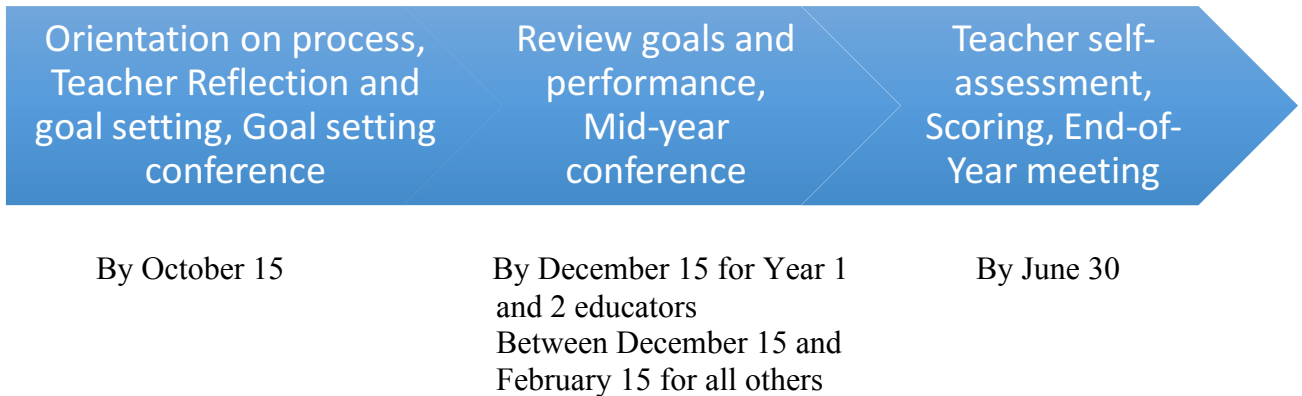 Orientation on process,
Teacher Reflection and
goal setting, Goal setting
conference
Review goals and
performance,
Mid-year
conference
Teacher self-
assessment,
Scoring, End-of-
Year meeting
By October 15
By December 15 for Year 1
and 2 educators
Between December 15 and
February 15 for all others
By June 30